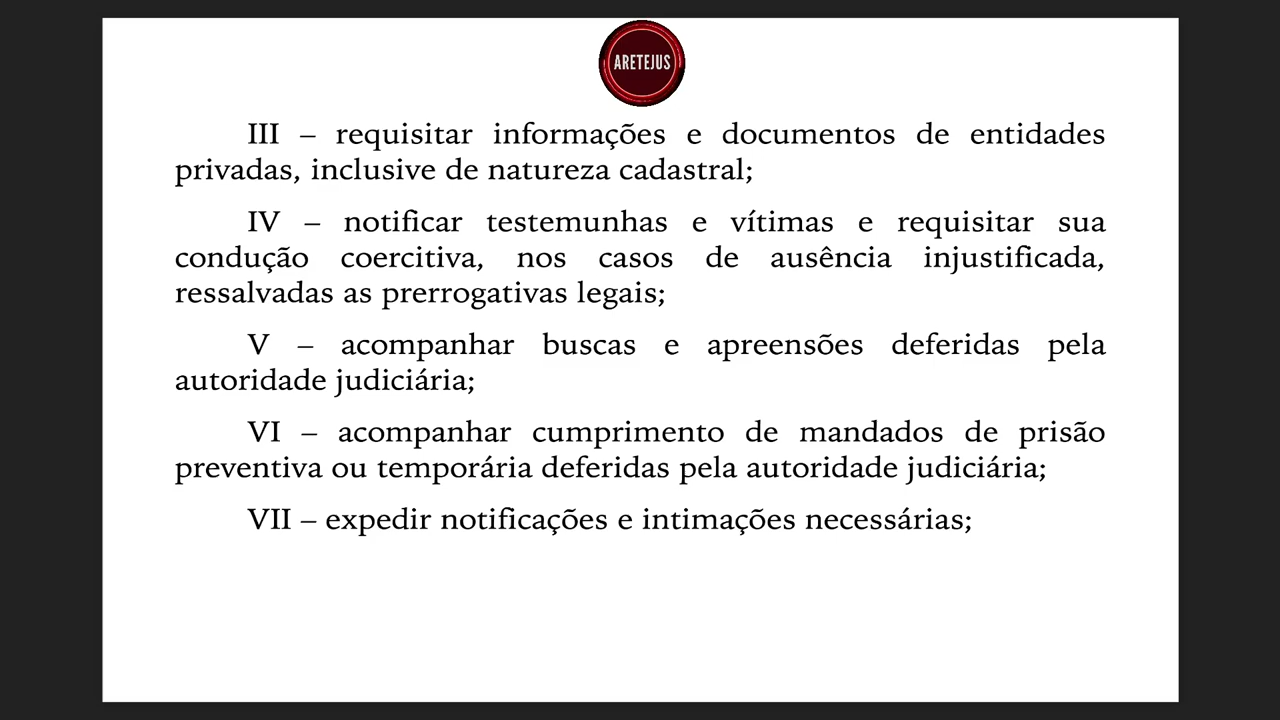 ARETEJUS
III – requisitar informações e documentos de entidades
privadas, inclusive de natureza cadastral;
IV – notificar testemunhas e vítimas e requisitar sua
condução coercitiva, nos casos de ausência injustificada,
ressalvadas as prerrogativas legais;
V – acompanhar buscas e apreensões deferidas pela
autoridade judiciária;
VI – acompanhar cumprimento de mandados de prisão
preventiva ou temporária deferidas pela autoridade judiciária;
VII – expedir notificações e intimações necessárias;